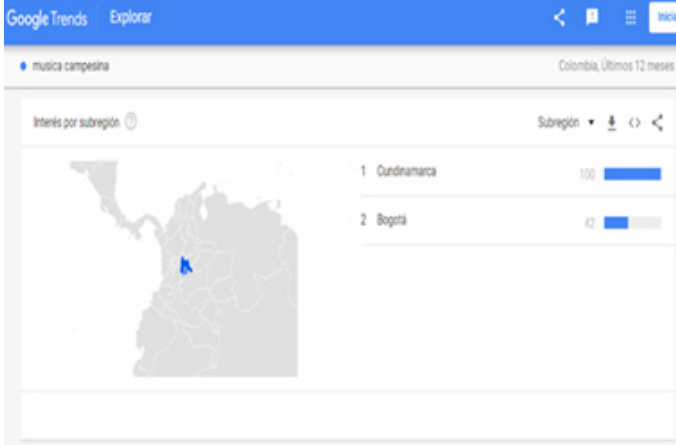 Google Trends Explorar Inicia
musica campesina Colombia, Últimos 12 meses
Interés por subregión Subregión
1 Cundinamarca 100
2 Bogotá 42